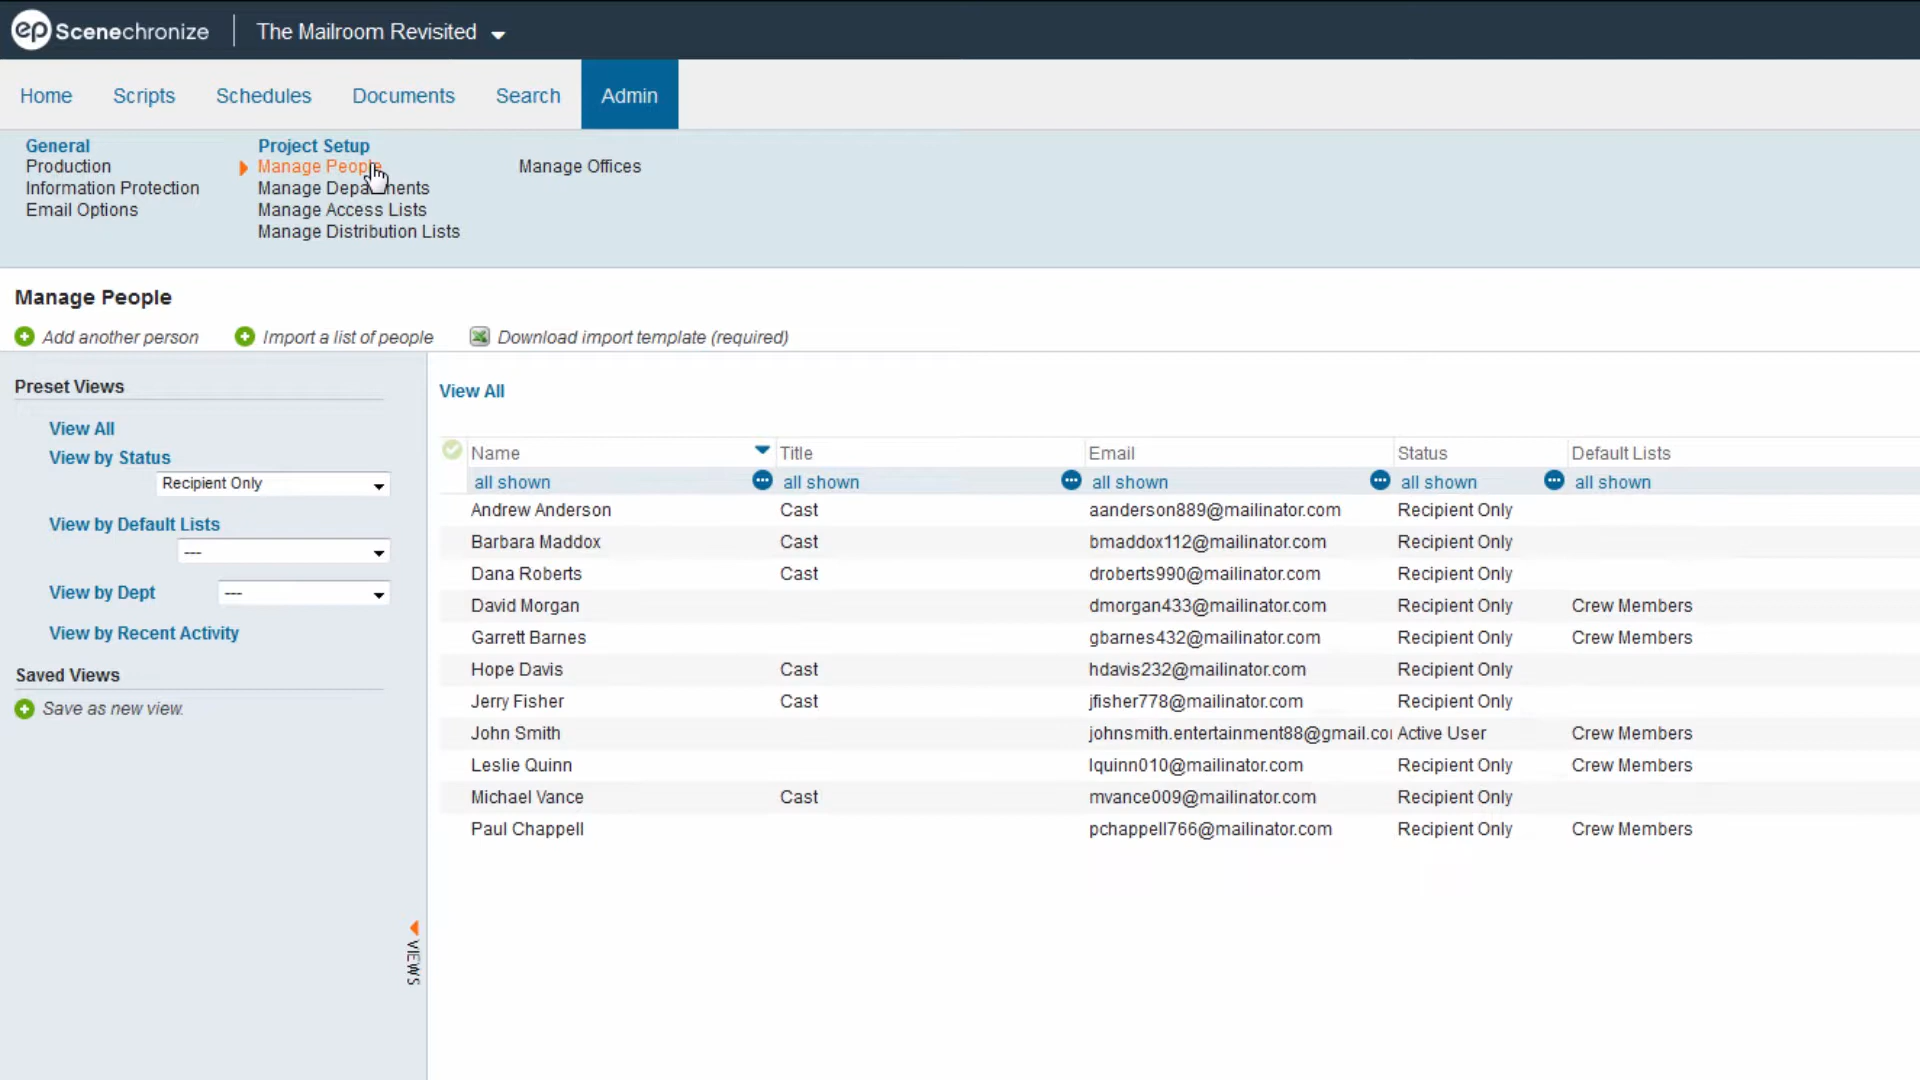 ep Scenechronize The Mailroom Revisited
Home Scripts Schedules Documents Search Admin
General Project Setup
Production Manage People Manage Offices
Information Protection Manage Departments
Email Options Manage Access Lists
Manage Distribution Lists
Manage People
Add another person Import a list of people Download import template (required)
Preset Views
View All
View by Status
Recipient Only
View by Default Lists
---
View by Dept ---
View by Recent Activity
Saved Views
Save as new view.
VIEWS
View All
Name Title Email Status Default Lists
all shown all shown all shown all shown all shown
Andrew Anderson Cast aanderson889@mailinator.com Recipient Only
Barbara Maddox Cast bmaddox112@mailinator.com Recipient Only
Dana Roberts Cast droberts990@mailinator.com Recipient Only
David Morgan dmorgan433@mailinator.com Recipient Only Crew Members
Garrett Barnes gbarnes432@mailinator.com Recipient Only Crew Members
Hope Davis Cast hdavis232@mailinator.com Recipient Only
Jerry Fisher Cast jfisher778@mailinator.com Recipient Only
John Smith johnsmith.entertainment88@gmail.co Active User Crew Members
Leslie Quinn lquinn010@mailinator.com Recipient Only Crew Members
Michael Vance Cast mvance009@mailinator.com Recipient Only
Paul Chappell pchappell766@mailinator.com Recipient Only Crew Members